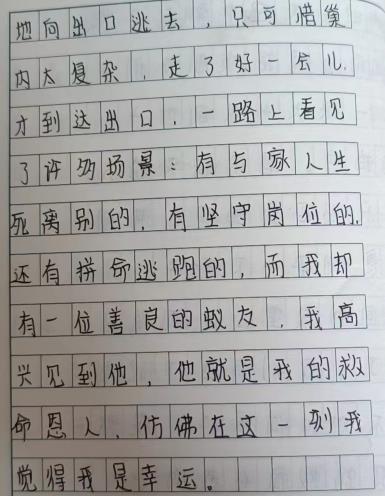 地向出口逃去，只可惜巢
内太复杂，走了好一会儿，
才到达出口，一路上看见
了许多场景：有与家人生
死离别的，有坚守岗位的，
还有拼命逃跑的，而我却
有一位善良的蚁友，我高
兴见到他，他就是我的救
命恩人，仿佛在这一刻我
觉得我是幸运。